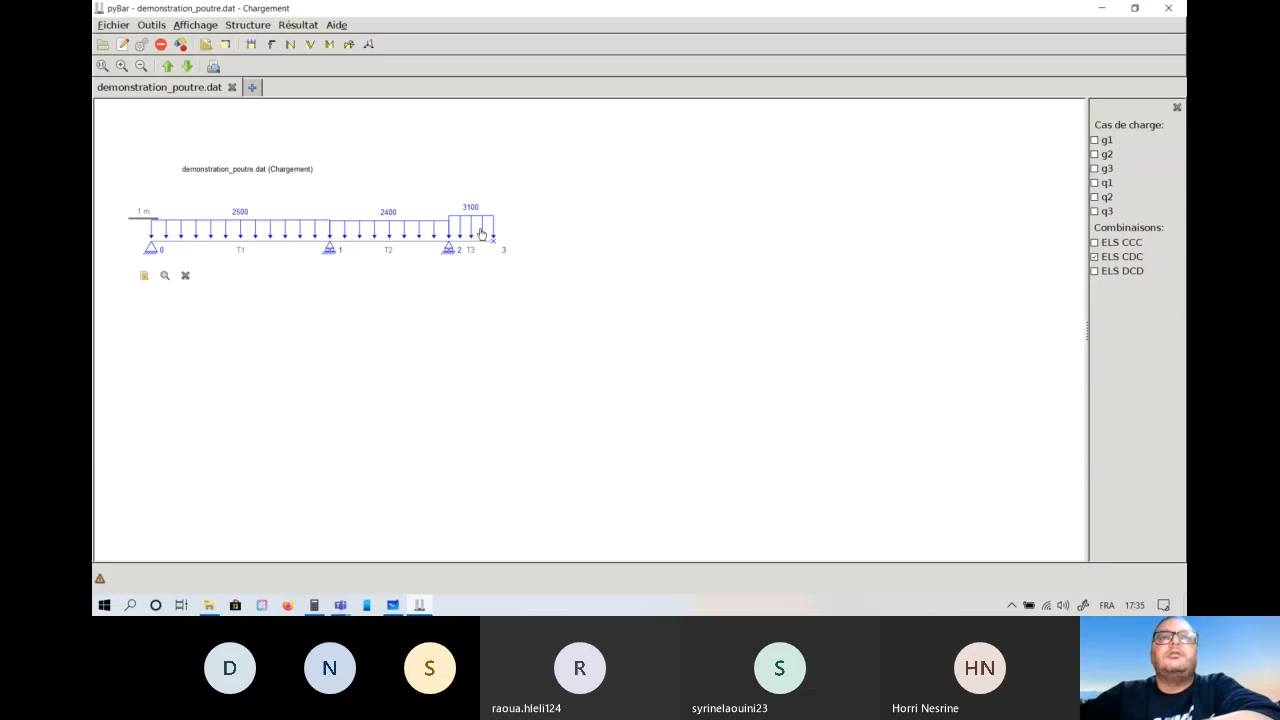 pyBar - demonstration_poutre.dat - Chargement
Fichier Outils Affichage Structure Résultat Aide
demonstration_poutre.dat
demonstration_poutre.dat (Chargement)
1 m
2500
2400
3100
0
T1
1
T2
2
T3
3
Cas de charge:
g1
g2
g3
q1
q2
q3
Combinaisons:
ELS CCC
ELS CDC
ELS DCD
FRA
17:35
D
N
S
R
S
HN
raoua.hleli124
syrinelaouini23
Horri Nesrine